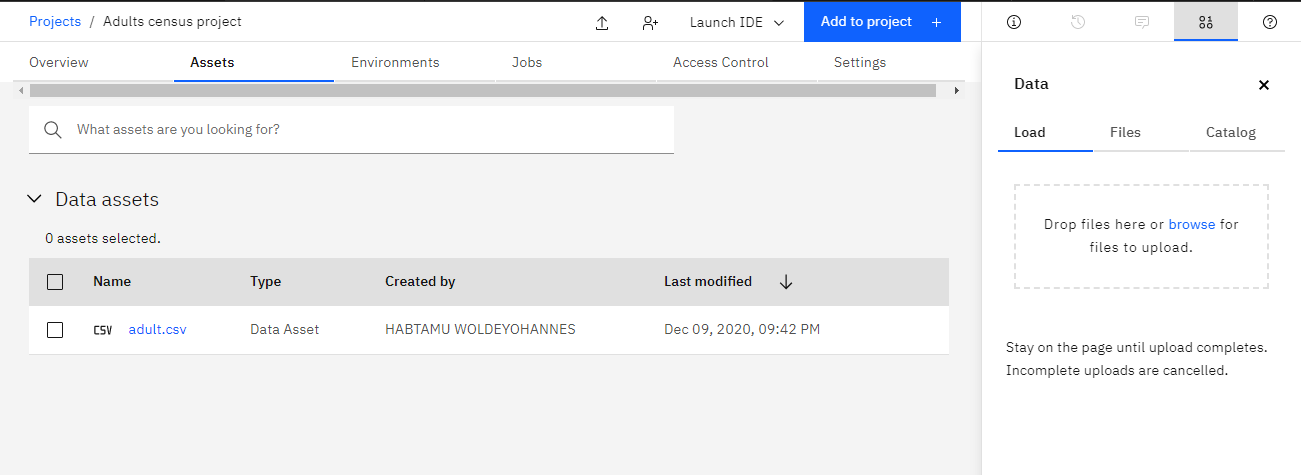 Projects / Adults census project
Launch IDE
Add to project +
Overview
Assets
Environments
Jobs
Access Control
Settings
What assets are you looking for?
Data assets
0 assets selected.
Name Type Created by Last modified
CSV adult.csv Data Asset HABTAMU WOLDEYOHANNES Dec 09, 2020, 09:42 PM
Data
Load Files Catalog
Drop files here or browse for
files to upload.
Stay on the page until upload completes.
Incomplete uploads are cancelled.